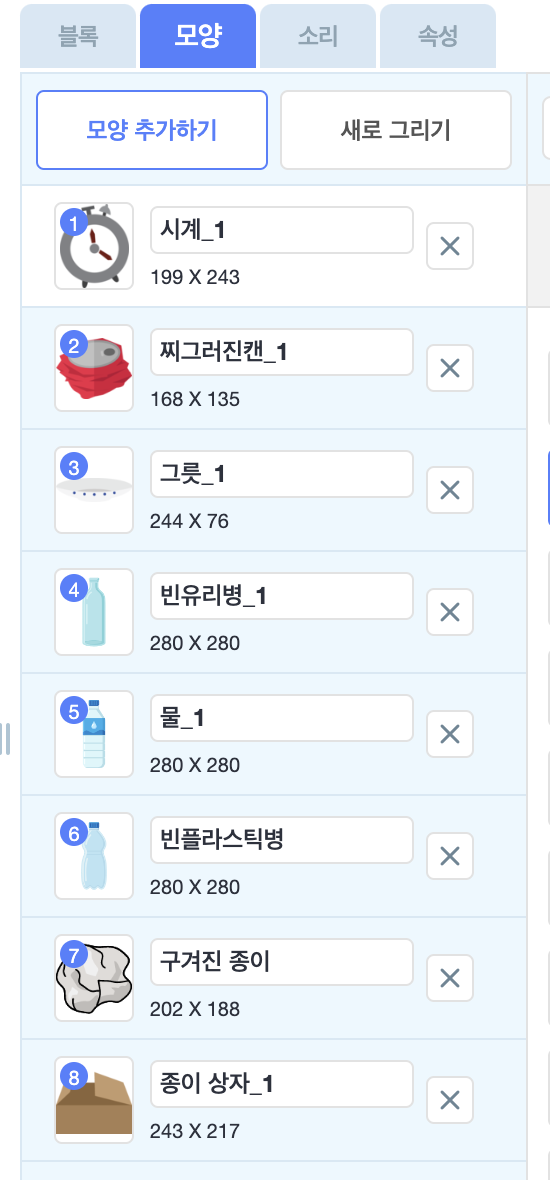 블록 모양 소리 속성
모양 추가하기 새로 그리기
1 시계_1
199 X 243
2 찌그러진캔_1
168 X 135
3 그릇_1
244 X 76
4 빈유리병_1
280 X 280
5 물_1
280 X 280
6 빈플라스틱병
280 X 280
7 구겨진 종이
202 X 188
8 종이 상자_1
243 X 217